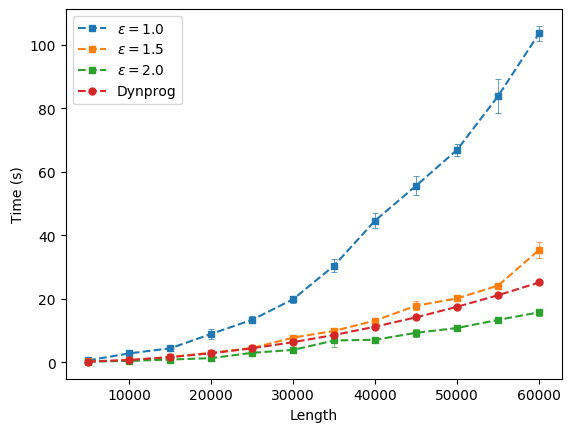 ε = 1.0
ε = 1.5
ε = 2.0
Dynprog
100
80
60
40
20
0
Time (s)
10000 20000 30000 40000 50000 60000
Length